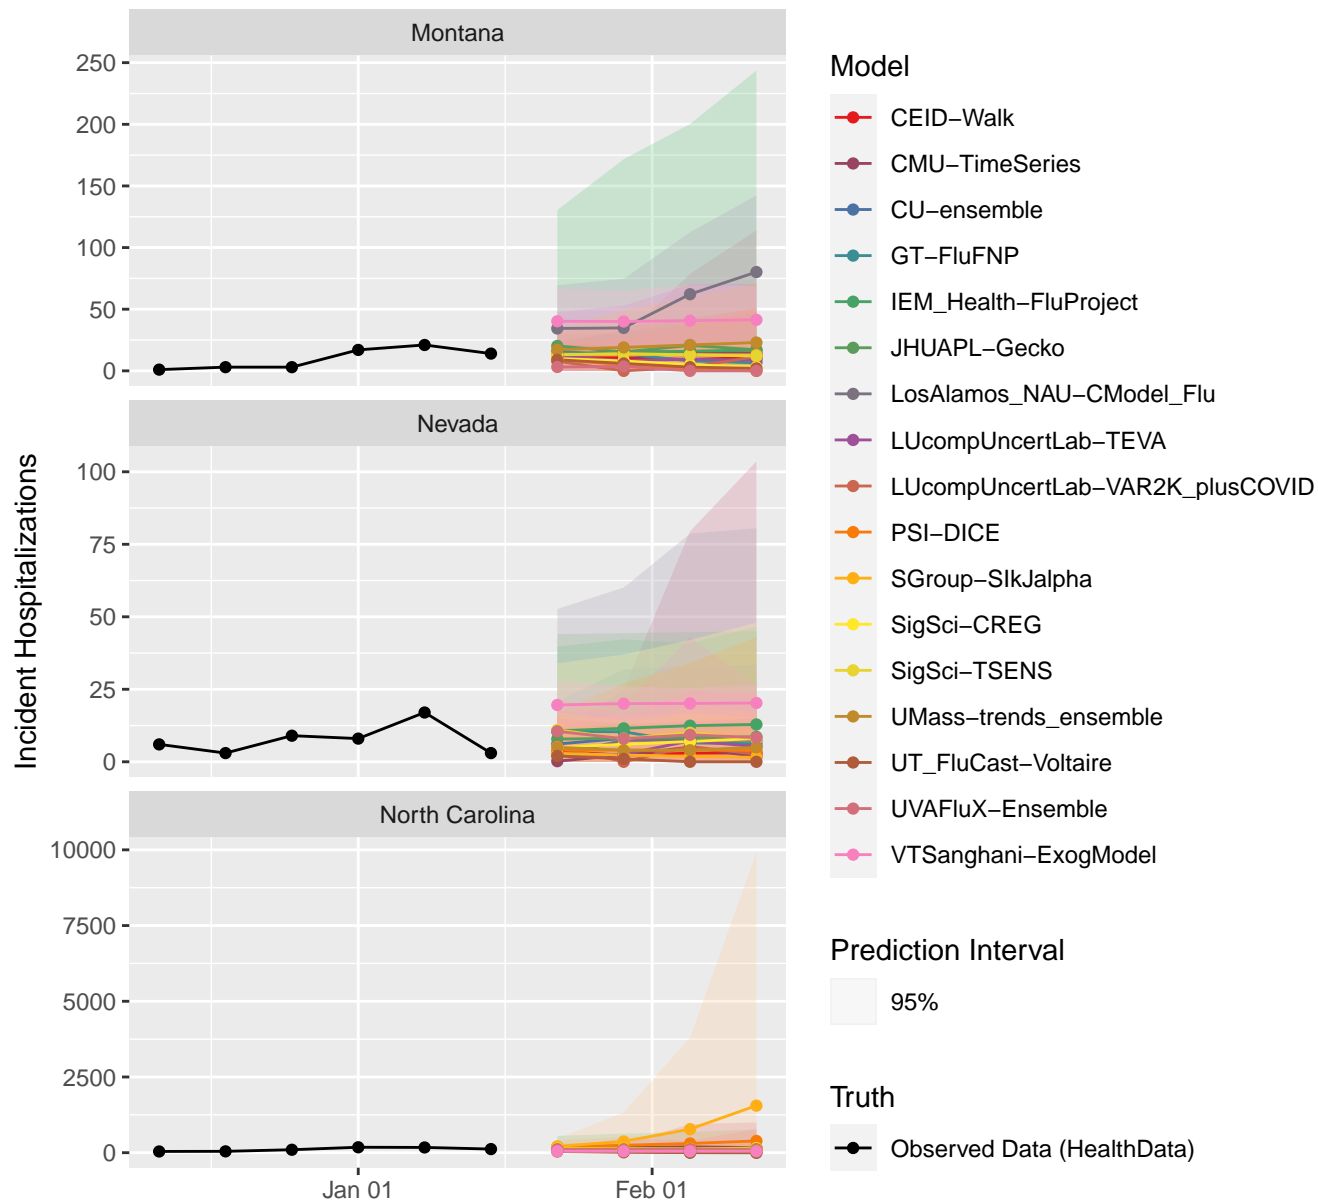 Montana
250
200
150
100
50
0
Nevada
100
75
50
25
0
North Carolina
10000
7500
5000
2500
0
Jan 01
Feb 01
Incident Hospitalizations
Model
CEID−Walk
CMU−TimeSeries
CU−ensemble
GT−FluFNP
IEM_Health−FluProject
JHUAPL−Gecko
LosAlamos_NAU−CModel_Flu
LUcompUncertLab−TEVA
LUcompUncertLab−VAR2K_plusCOVID
PSI−DICE
SGroup−SIkJalpha
SigSci−CREG
SigSci−TSENS
UMass−trends_ensemble
UT_FluCast−Voltaire
UVAFluX−Ensemble
VTSanghani−ExogModel
Prediction Interval
95%
Truth
Observed Data (HealthData)